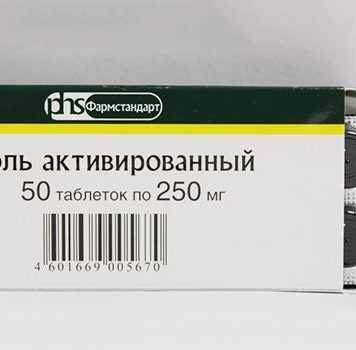 phs Фармстандарт
оль активированный
50 таблеток по 250 мг
4 601669 005670